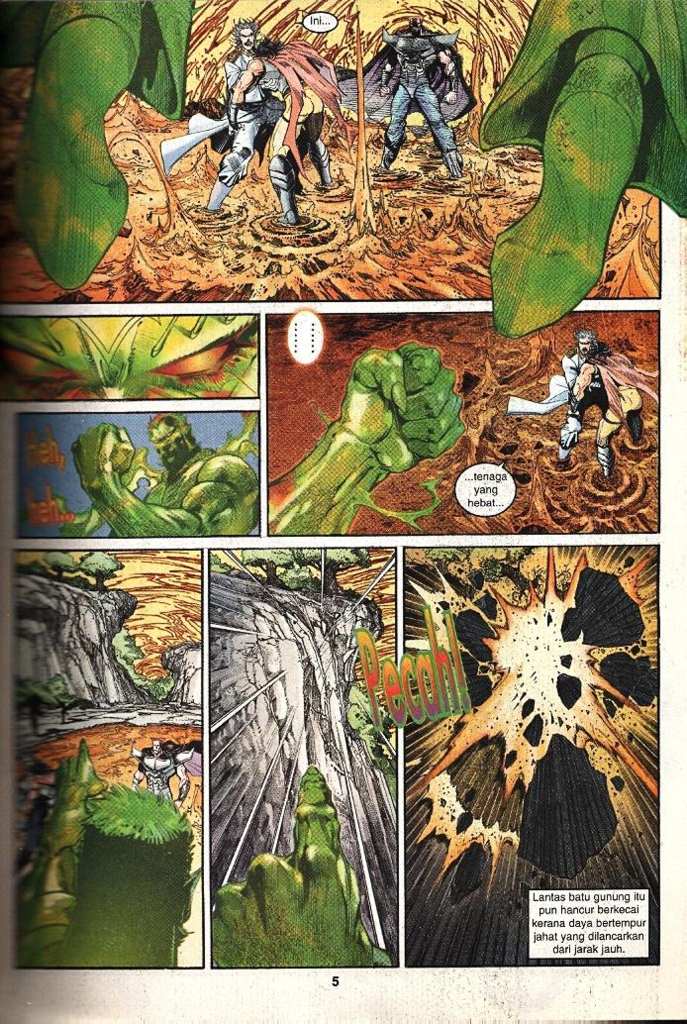 Ini...
......
...tenaga
yang
hebat...
heh,
heh...
Pecah!
Lantas batu gunung itu
pun hancur berkecai
kerana daya bertempur
jahat yang dilancarkan
dari jarak jauh.
5